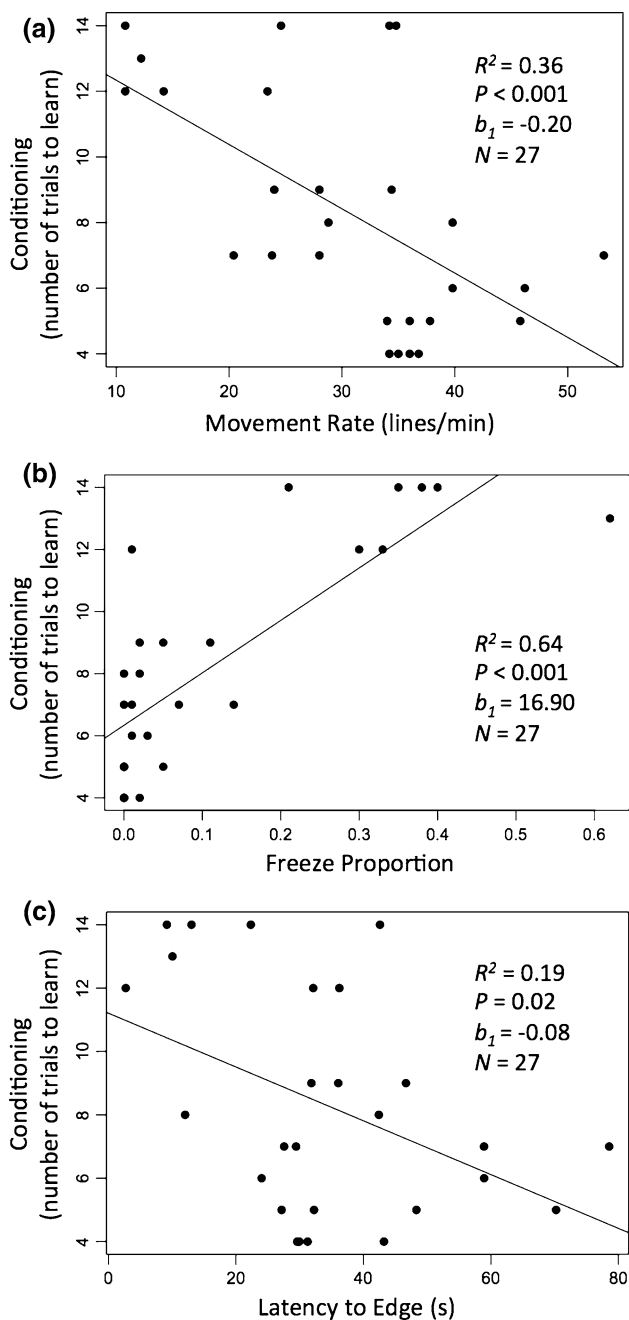 (a)
Conditioning
(number of trials to learn)
14
12
10
8
6
4
R² = 0.36
P < 0.001
b₁ = -0.20
N = 27
10
20
30
40
50
Movement Rate (lines/min)
(b)
Conditioning
(number of trials to learn)
14
12
10
8
6
4
R² = 0.64
P < 0.001
b₁ = 16.90
N = 27
0.0
0.1
0.2
0.3
0.4
0.5
0.6
Freeze Proportion
(c)
Conditioning
(number of trials to learn)
14
12
10
8
6
4
R² = 0.19
P = 0.02
b₁ = -0.08
N = 27
0
20
40
60
80
Latency to Edge (s)